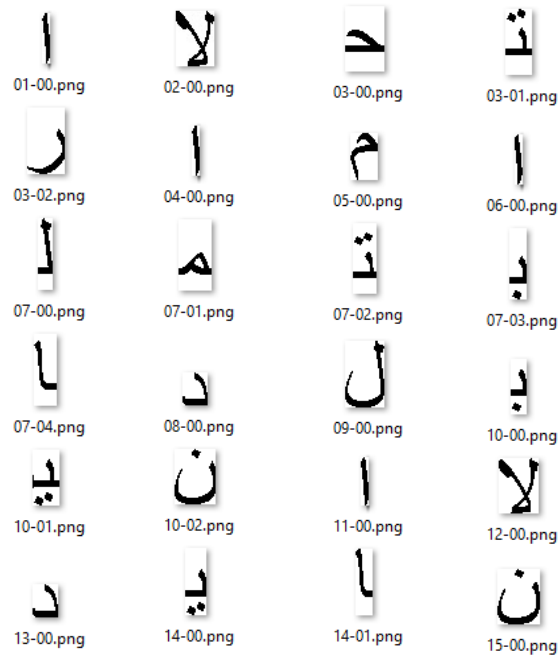 ا لا ح ت
01-00.png 02-00.png 03-00.png 03-01.png
ر ا ا
03-02.png 04-00.png 05-00.png 06-00.png
ل ه ت ب
07-00.png 07-01.png 07-02.png 07-03.png
ل د ل ب
07-04.png 08-00.png 09-00.png 10-00.png
ي ن ا لا
10-01.png 10-02.png 11-00.png 12-00.png
د ي ل ن
13-00.png 14-00.png 14-01.png 15-00.png